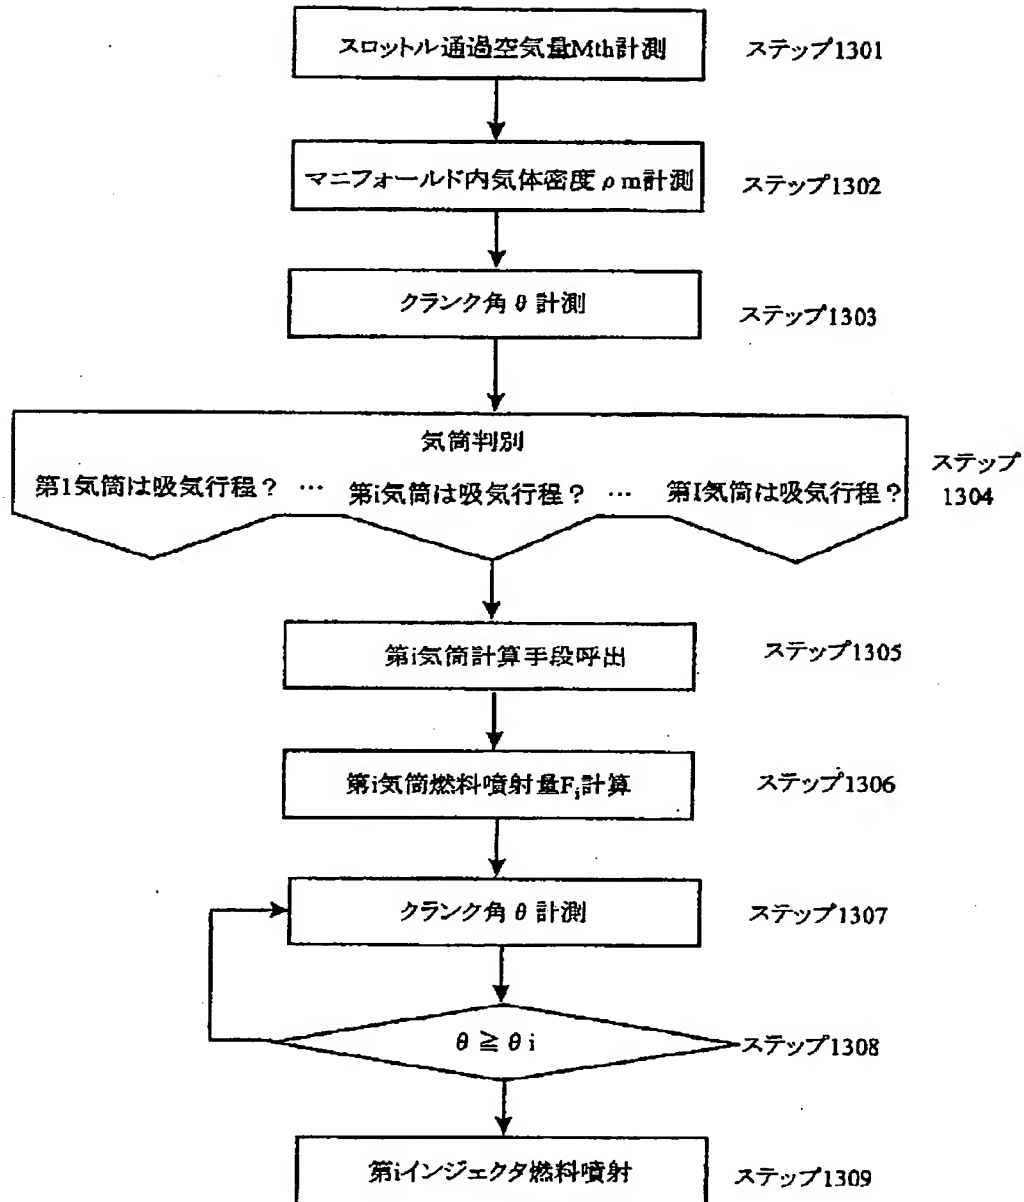 スロットル通過空気量Mth計測
ステップ1301
マニフォールド内気体密度ρm計測
ステップ1302
クランク角θ計測
ステップ1303
気筒判別
第1気筒は吸気行程？ … 第i気筒は吸気行程？ … 第I気筒は吸気行程？
ステップ
1304
第i気筒計算手段呼出
ステップ1305
第i気筒燃料噴射量Fi計算
ステップ1306
クランク角θ計測
ステップ1307
θ≧θi
ステップ1308
第iインジェクタ燃料噴射
ステップ1309